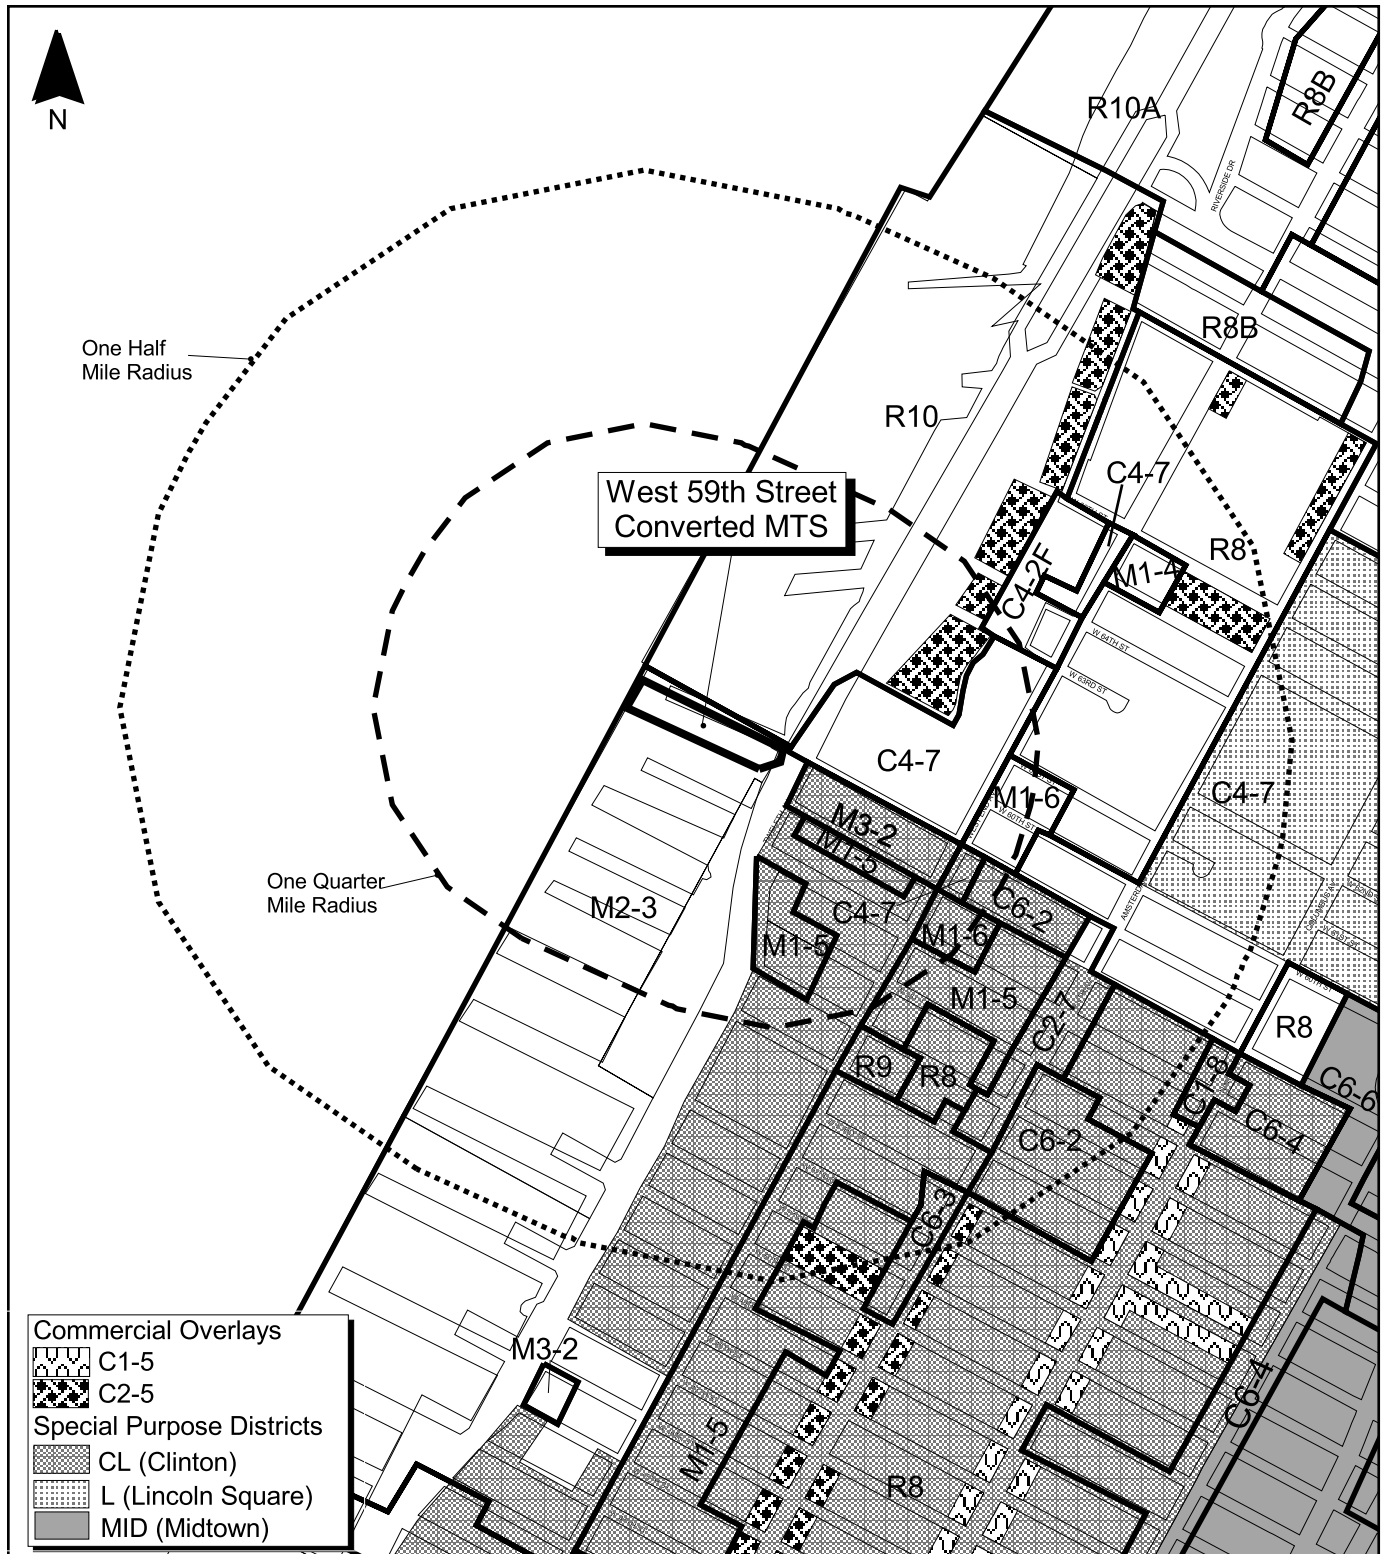 N
R10A
R8B
RIVERSIDE DR
R8B
One Half
Mile Radius
R10
C4-7
West 59th Street
Converted MTS
R8
M1-4
C4-2F
W 64TH ST
W 63RD ST
C4-7
C4-7
M1-6
W 60TH ST
M3-2
M1-5
One Quarter
Mile Radius
M2-3
C4-7
C6-2
M1-5
M1-6
M1-5
C2-7
W 60TH ST
R8
R9
R8
C1-8
C6-6
C6-4
C6-2
C6-3
M3-2
C6-4
M1-5
R8
Commercial Overlays
C1-5
C2-5
Special Purpose Districts
CL (Clinton)
L (Lincoln Square)
MID (Midtown)